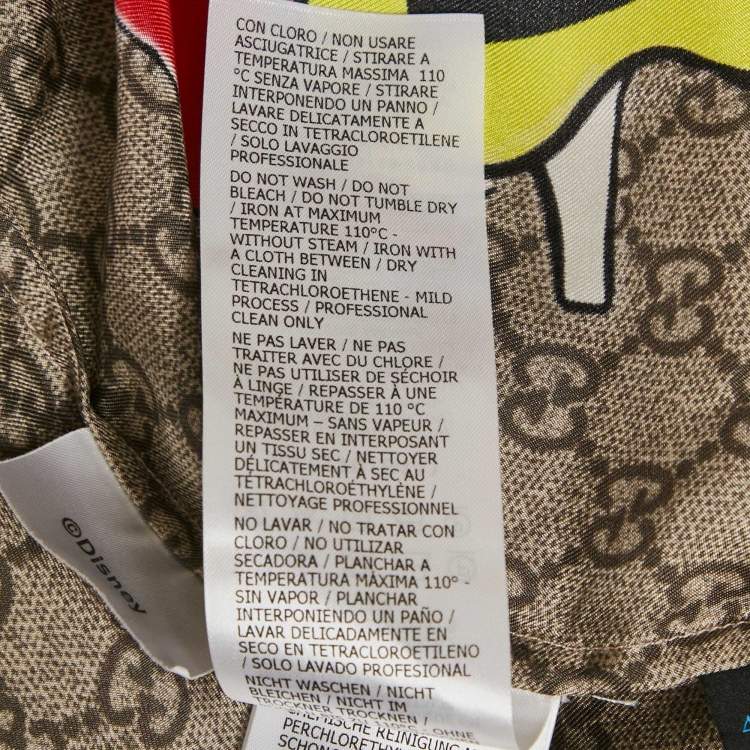 CON CLORO / NON USARE
ASCIUGATRICE / STIRARE A
TEMPERATURA MASSIMA 110
°C SENZA VAPORE / STIRARE
INTERPONENDO UN PANNO /
LAVARE DELICATAMENTE A
SECCO IN TETRACLOROETILENE
/ SOLO LAVAGGIO
PROFESSIONALE
DO NOT WASH / DO NOT
BLEACH / DO NOT TUMBLE DRY
/ IRON AT MAXIMUM
TEMPERATURE 110°C -
WITHOUT STEAM / IRON WITH
A CLOTH BETWEEN / DRY
CLEANING IN
TETRACHLOROETHENE - MILD
PROCESS / PROFESSIONAL
CLEAN ONLY
NE PAS LAVER / NE PAS
TRAITER AVEC DU CHLORE /
NE PAS UTILISER DE SÉCHOIR
À LINGE / REPASSER À UNE
TEMPÉRATURE DE 110 °C
MAXIMUM – SANS VAPEUR /
REPASSER EN INTERPOSANT
UN TISSU SEC / NETTOYER
DÉLICATEMENT À SEC AU
TÉTRACHLOROÉTHYLÈNE /
NETTOYAGE PROFESSIONNEL
NO LAVAR / NO TRATAR CON
CLORO / NO UTILIZAR
SECADORA / PLANCHAR A
TEMPERATURA MÁXIMA 110° -
SIN VAPOR / PLANCHAR
INTERPONIENDO UN PAÑO /
LAVAR DELICADAMENTE EN
SECO EN TETRACLOROETILENO
/ SOLO LAVADO PROFESIONAL
NICHT WASCHEN / NICHT
BLEICHEN / NICHT IM
TROCKNER TROCKNEN / OHNE
CHEMISCHE REINIGUNG
©Disney